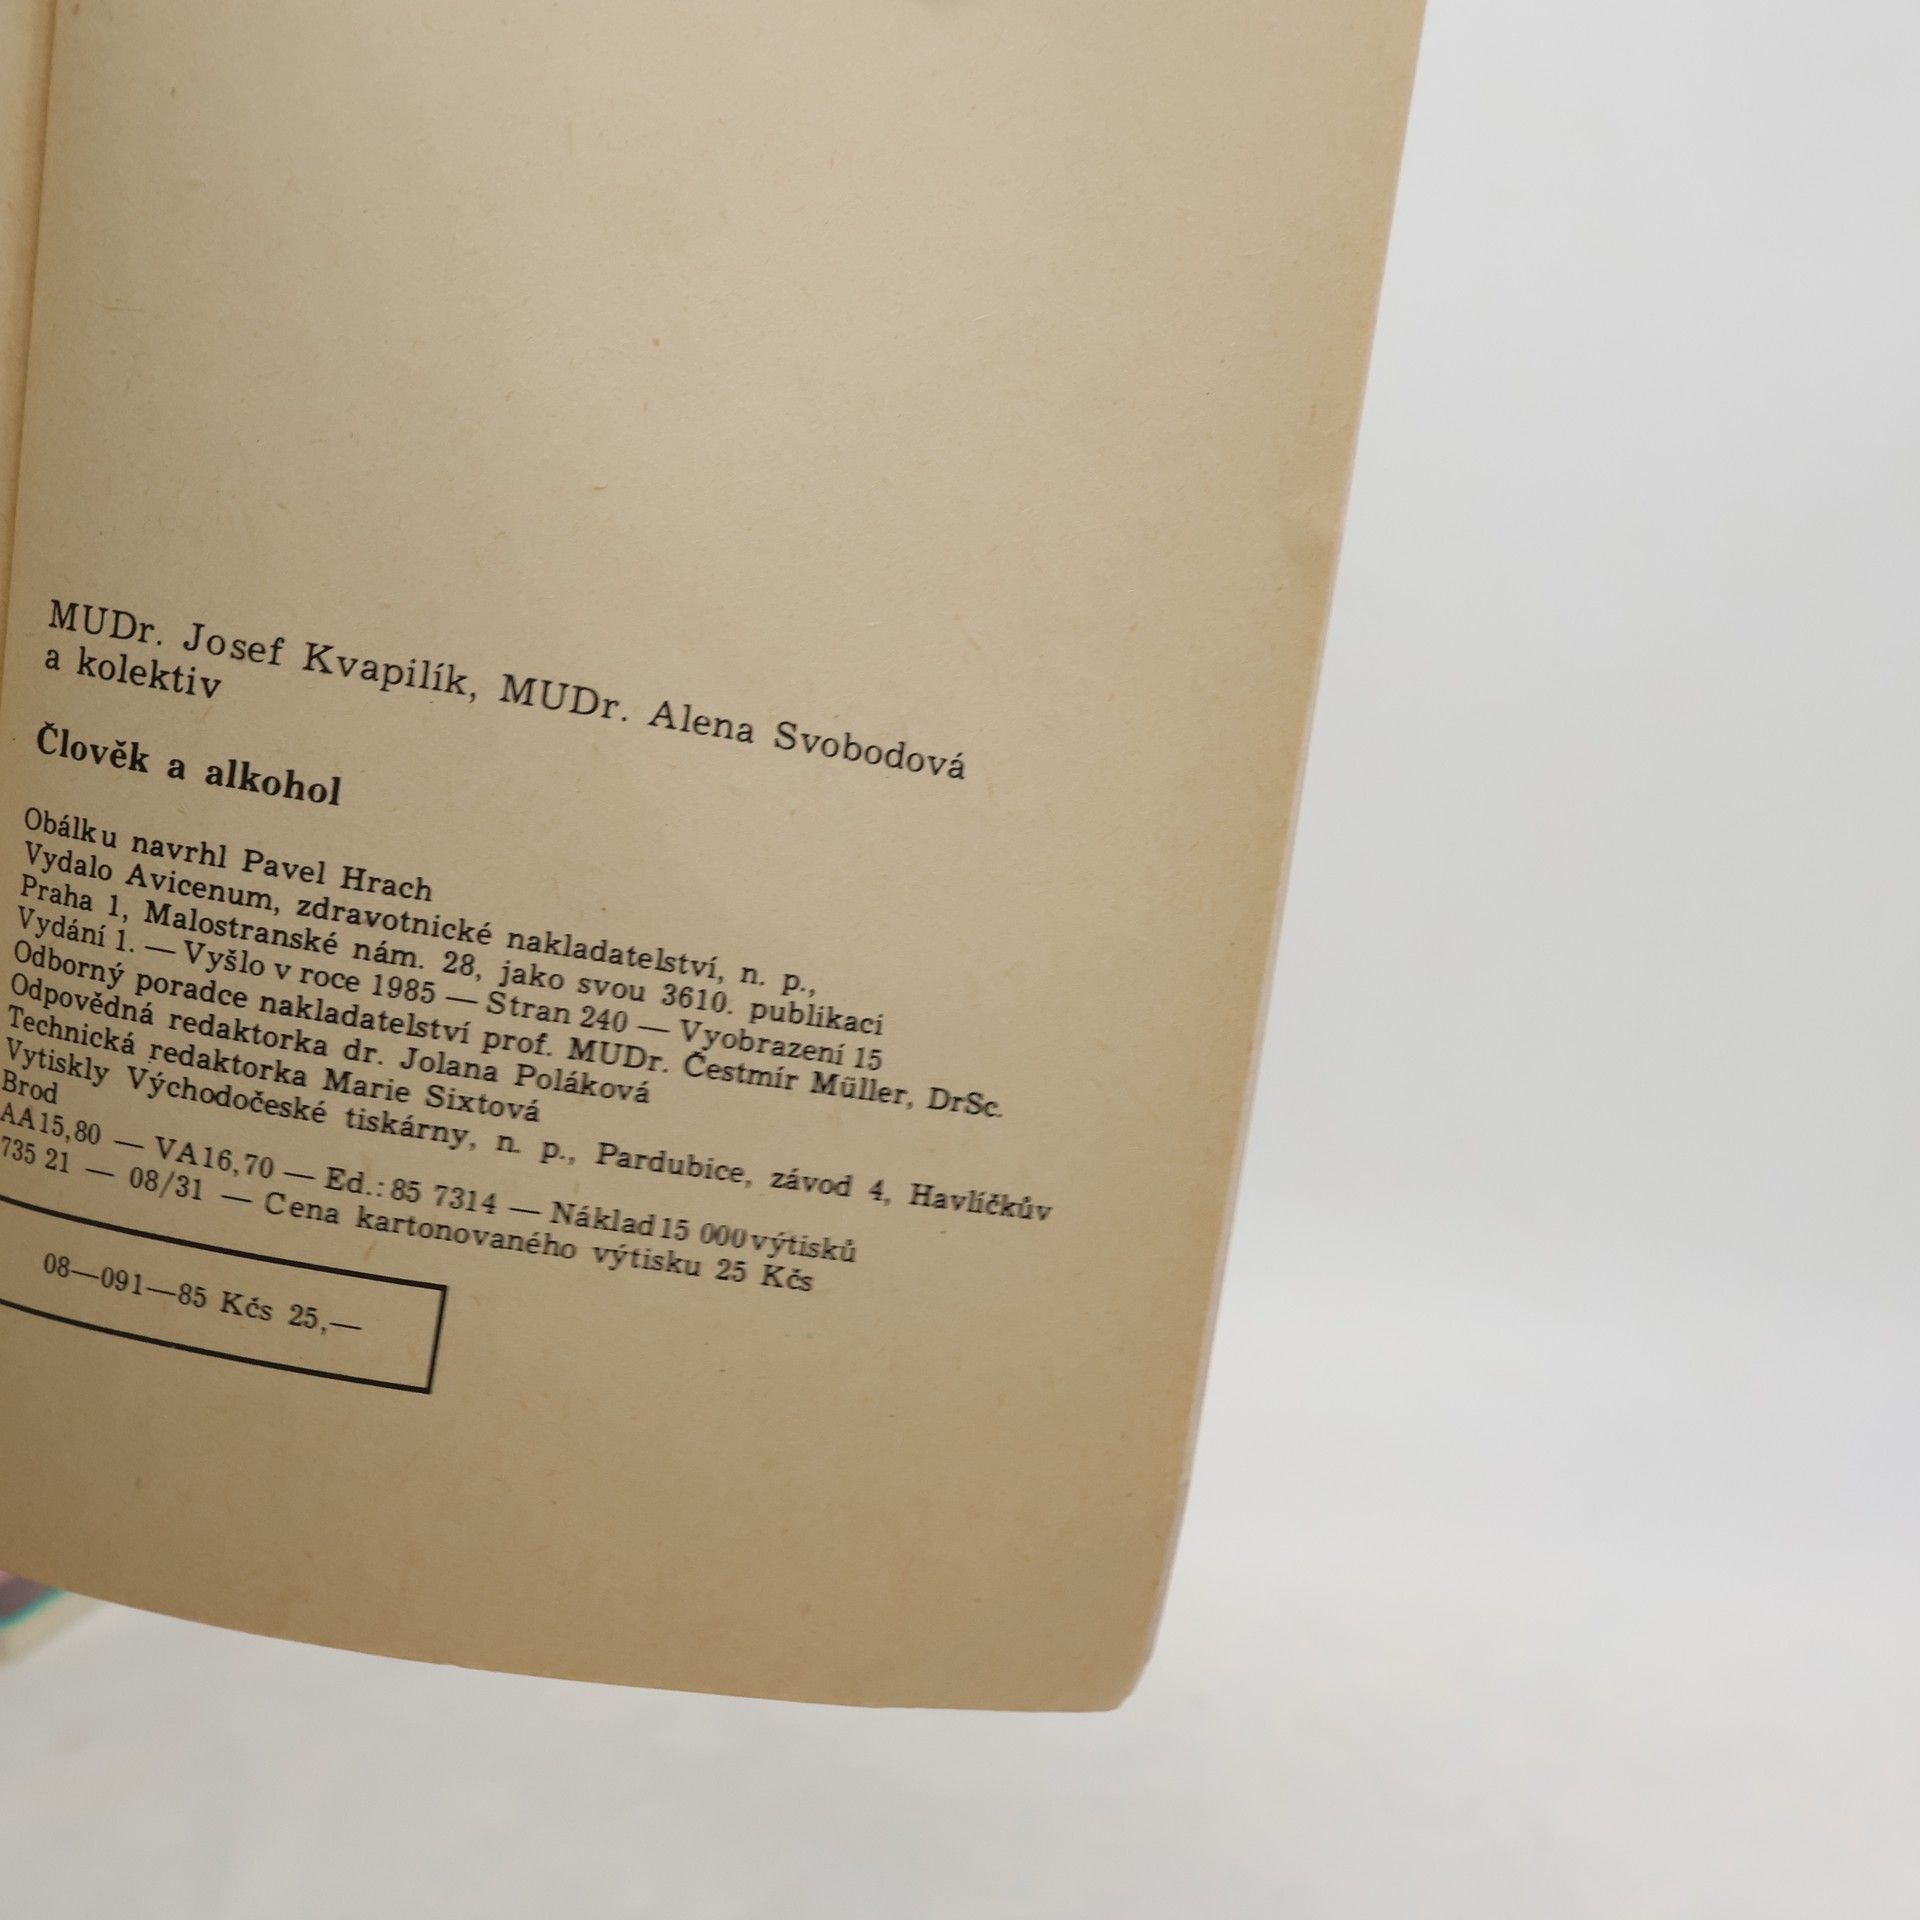 MUDr. Josef Kvapilík, MUDr. Alena Svobodová
a kolektiv
Člověk a alkohol
Obálku navrhl Pavel Hrach
Vydalo Avicenum, zdravotnické nakladatelství, n. p.,
Praha 1, Malostranské nám. 28, jako svou 3610. publikaci
Vydání 1. — Vyšlo v roce 1985 — Stran 240 — Vyobrazení 15
Odborný poradce nakladatelství prof. MUDr. Čestmír Müller, DrSc.
Odpovědná redaktorka dr. Jolana Poláková
Technická redaktorka Marie Sixtová
Vytiskly Východočeské tiskárny, n. p., Pardubice, závod 4, Havlíčkův
Brod
AA15,80 — VA16,70 — Ed.: 85 7314 — Náklad 15 000 výtisků
735 21 — 08/31 — Cena kartonovaného výtisku 25 Kčs
08—091—85 Kčs 25,—